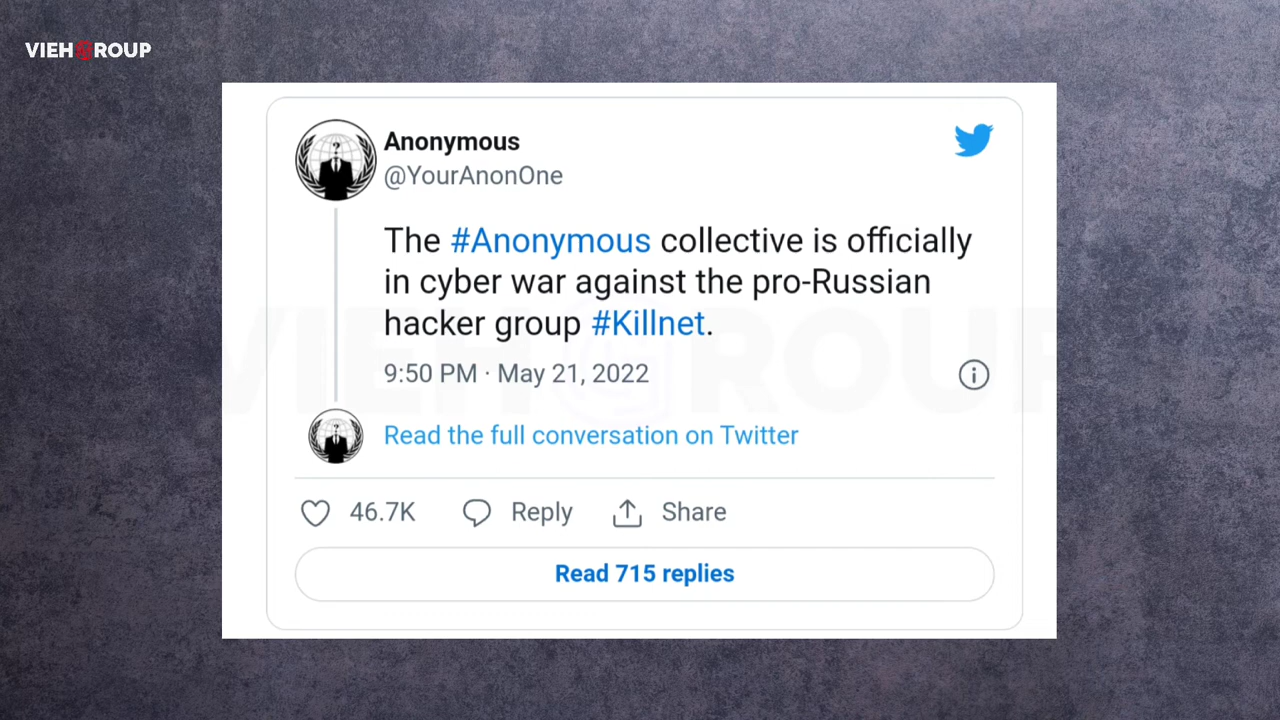 VIEHGROUP
Anonymous
@YourAnonOne
The #Anonymous collective is officially
in cyber war against the pro-Russian
hacker group #Killnet.
9:50 PM · May 21, 2022
Read the full conversation on Twitter
46.7K Reply Share
Read 715 replies
VIEHGROUP